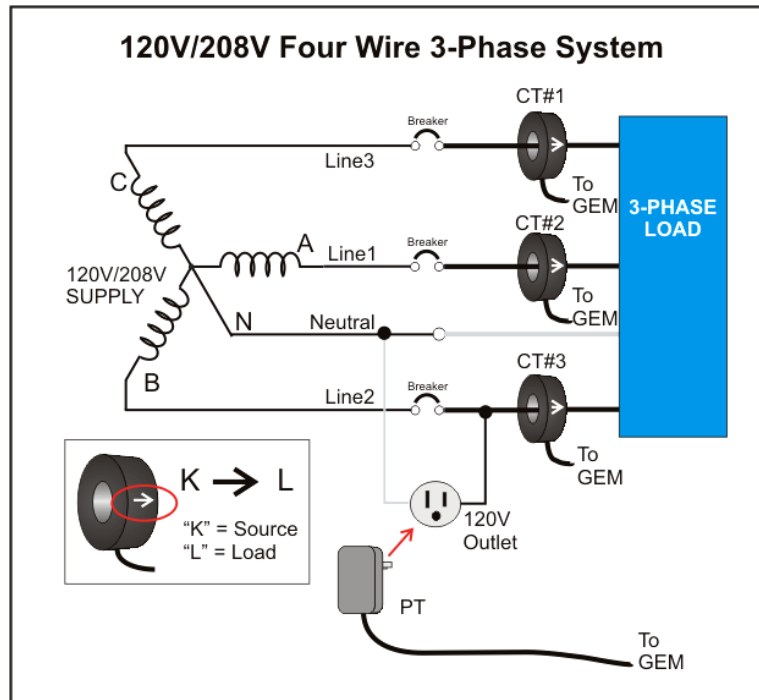 120V/208V Four Wire 3-Phase System
CT#1
Breaker
Line3
To
GEM
C
3-PHASE
LOAD
CT#2
Breaker
A
Line1
120V/208V
SUPPLY
To
GEM
N
Neutral
CT#3
B
Breaker
Line2
To
GEM
K
L
"K" = Source
"L" = Load
120V
Outlet
PT
To
GEM